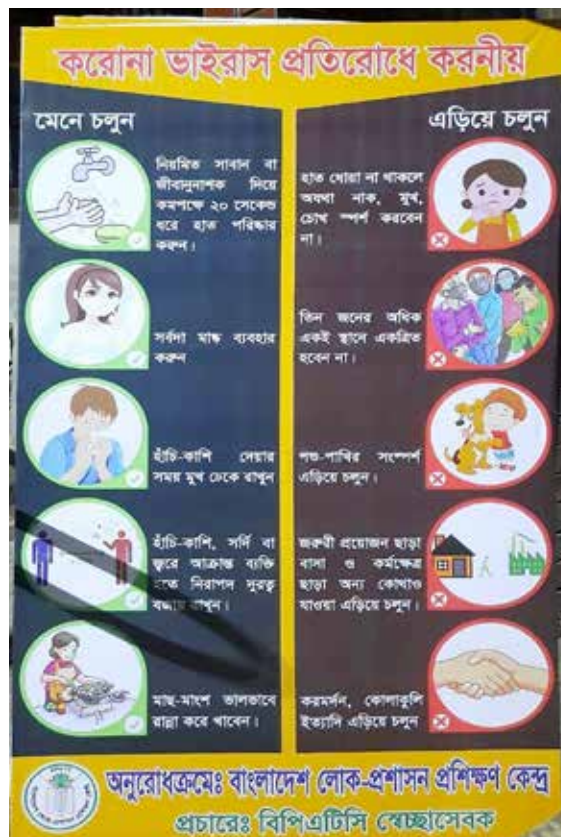 করোনা ভাইরাস প্রতিরোধে করনীয়
মেনে চলুন
নিয়মিত সাবান বা
জীবানুনাশক দিয়ে
কমপক্ষে ২০ সেকেন্ড
ধরে হাত পরিষ্কার
করুন।
সর্বদা মাস্ক ব্যবহার
করুন
হাঁচি-কাশি দেয়ার
সময় মুখ ঢেকে রাখুন
হাঁচি-কাশি, সর্দি বা
জ্বরে আক্রান্ত ব্যক্তি
হতে নিরাপদ দুরত্ব
বজায় রাখুন।
মাছ-মাংশ ভালভাবে
রান্না করে খাবেন।
এড়িয়ে চলুন
হাত ধোয়া না থাকলে
অযথা নাক, মুখ,
চোখ স্পর্শ করবেন
না।
তিন জনের অধিক
একই স্থানে একত্রিত
হবেন না।
পশু-পাখির সংস্পর্শ
এড়িয়ে চলুন।
জরুরী প্রয়োজন ছাড়া
বাসা ও কর্মক্ষেত্র
ছাড়া অন্য কোথাও
যাওয়া এড়িয়ে চলুন।
করমর্দন, কোলাকুলি
ইত্যাদি এড়িয়ে চলুন
অনুরোধক্রমেঃ বাংলাদেশ লোক-প্রশাসন প্রশিক্ষণ কেন্দ্র
প্রচারেঃ বিপিএটিসি স্বেচ্ছাসেবক